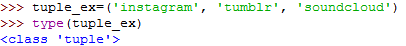 >>> tuple_ex=('instagram', 'tumblr', 'soundcloud')
>>> type(tuple_ex)
<class 'tuple'>